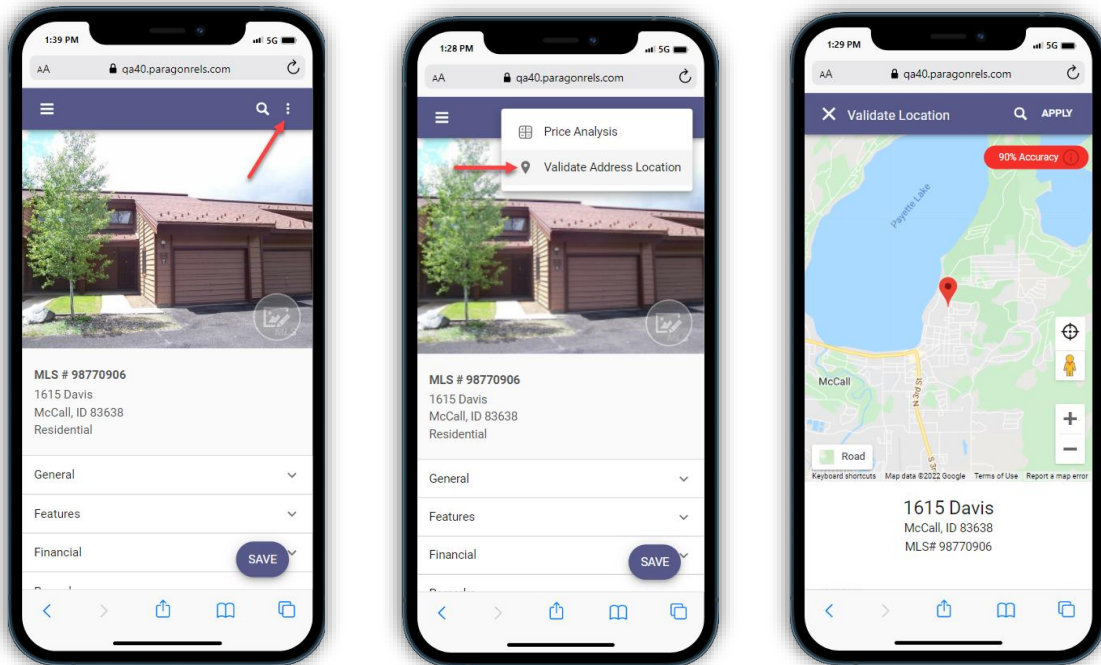 1:39 PM
5G
AA qa40.paragonrels.com
MLS # 98770906
1615 Davis
McCall, ID 83638
Residential
General
Features
Financial
SAVE
1:28 PM
5G
AA qa40.paragonrels.com
Price Analysis
Validate Address Location
MLS # 98770906
1615 Davis
McCall, ID 83638
Residential
General
Features
Financial
SAVE
1:29 PM
5G
AA qa40.paragonrels.com
Validate Location APPLY
90% Accuracy
Payette Lake
McCall
N 3rd St
Road
Keyboard shortcuts Map data ©2022 Google Terms of Use Report a map error
1615 Davis
McCall, ID 83638
MLS# 98770906